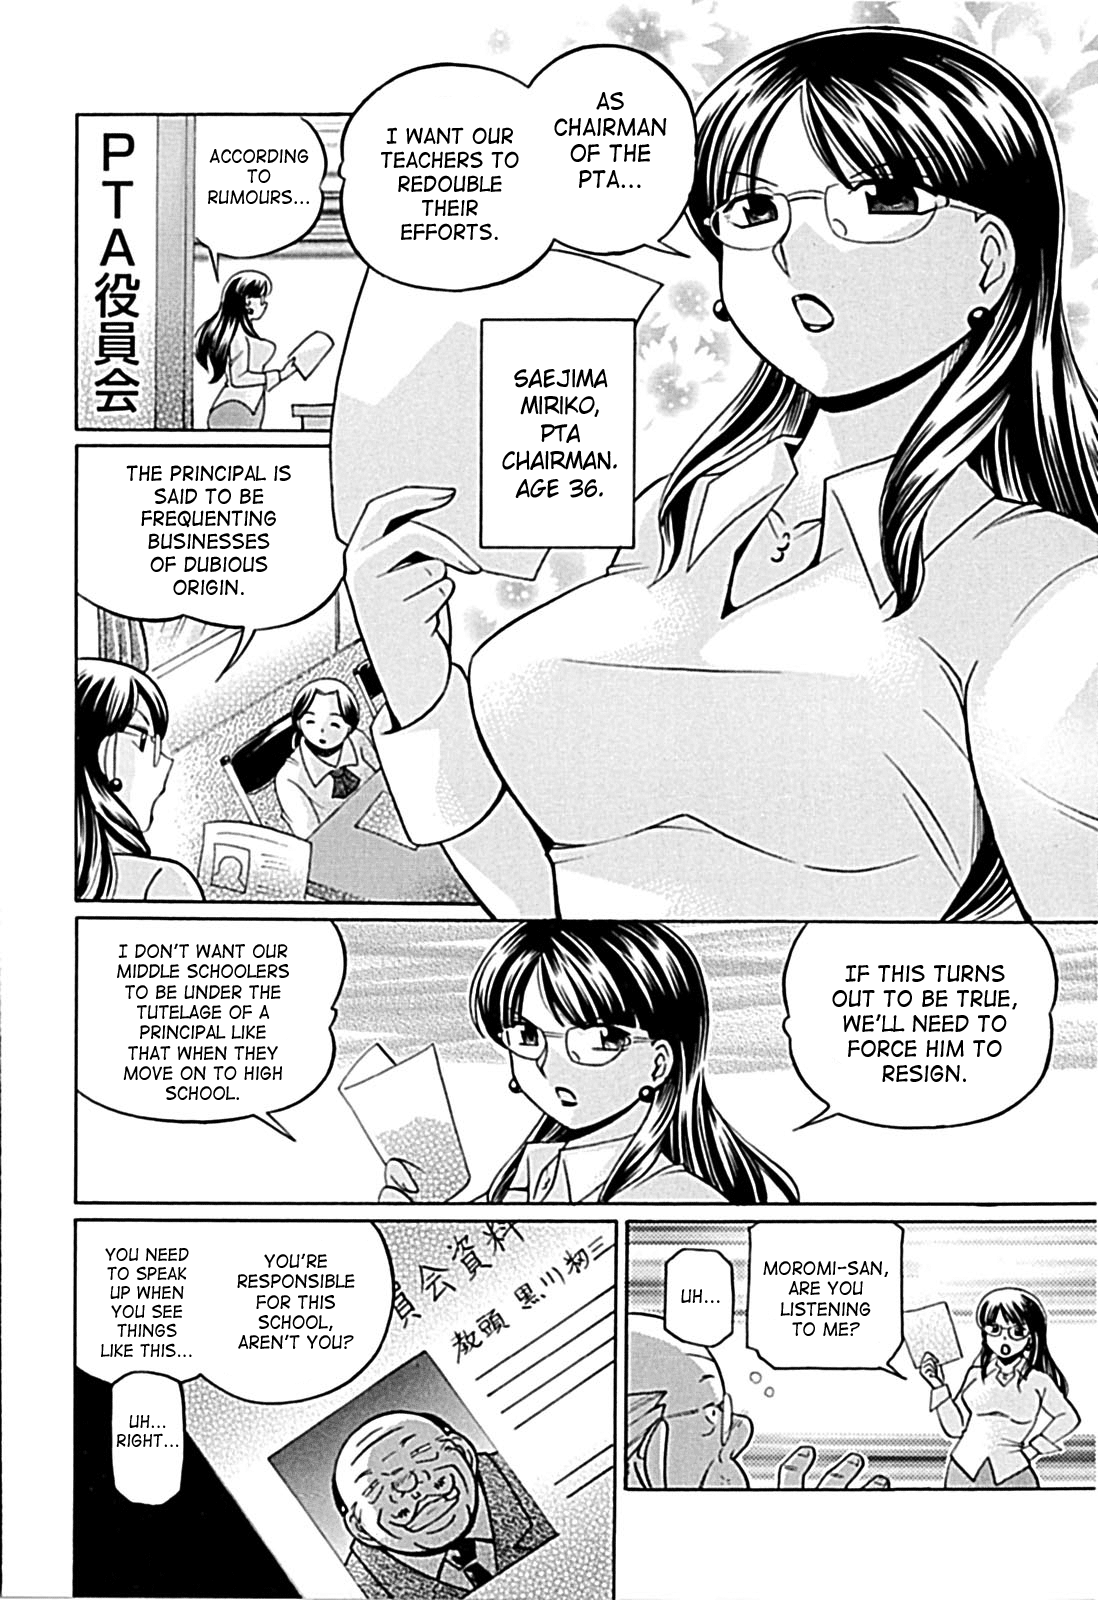 AS
CHAIRMAN
OF THE
PTA...
I WANT OUR
TEACHERS TO
REDOUBLE
THEIR
EFFORTS.
SAEJIMA
MIRIKO,
PTA
CHAIRMAN.
AGE 36.
PTA役員会
ACCORDING
TO
RUMOURS...
THE PRINCIPAL IS
SAID TO BE
FREQUENTING
BUSINESSES
OF DUBIOUS
ORIGIN.
IF THIS TURNS
OUT TO BE TRUE,
WE'LL NEED TO
FORCE HIM TO
RESIGN.
I DON'T WANT OUR
MIDDLE SCHOOLERS
TO BE UNDER THE
TUTELAGE OF A
PRINCIPAL LIKE
THAT WHEN THEY
MOVE ON TO HIGH
SCHOOL.
MOROMI-SAN,
ARE YOU
LISTENING
TO ME?
UH...
YOU'RE
RESPONSIBLE
FOR THIS
SCHOOL,
AREN'T YOU?
YOU NEED
TO SPEAK
UP WHEN
YOU SEE
THINGS
LIKE THIS...
UH...
RIGHT...
員会資料
教頭 黒川